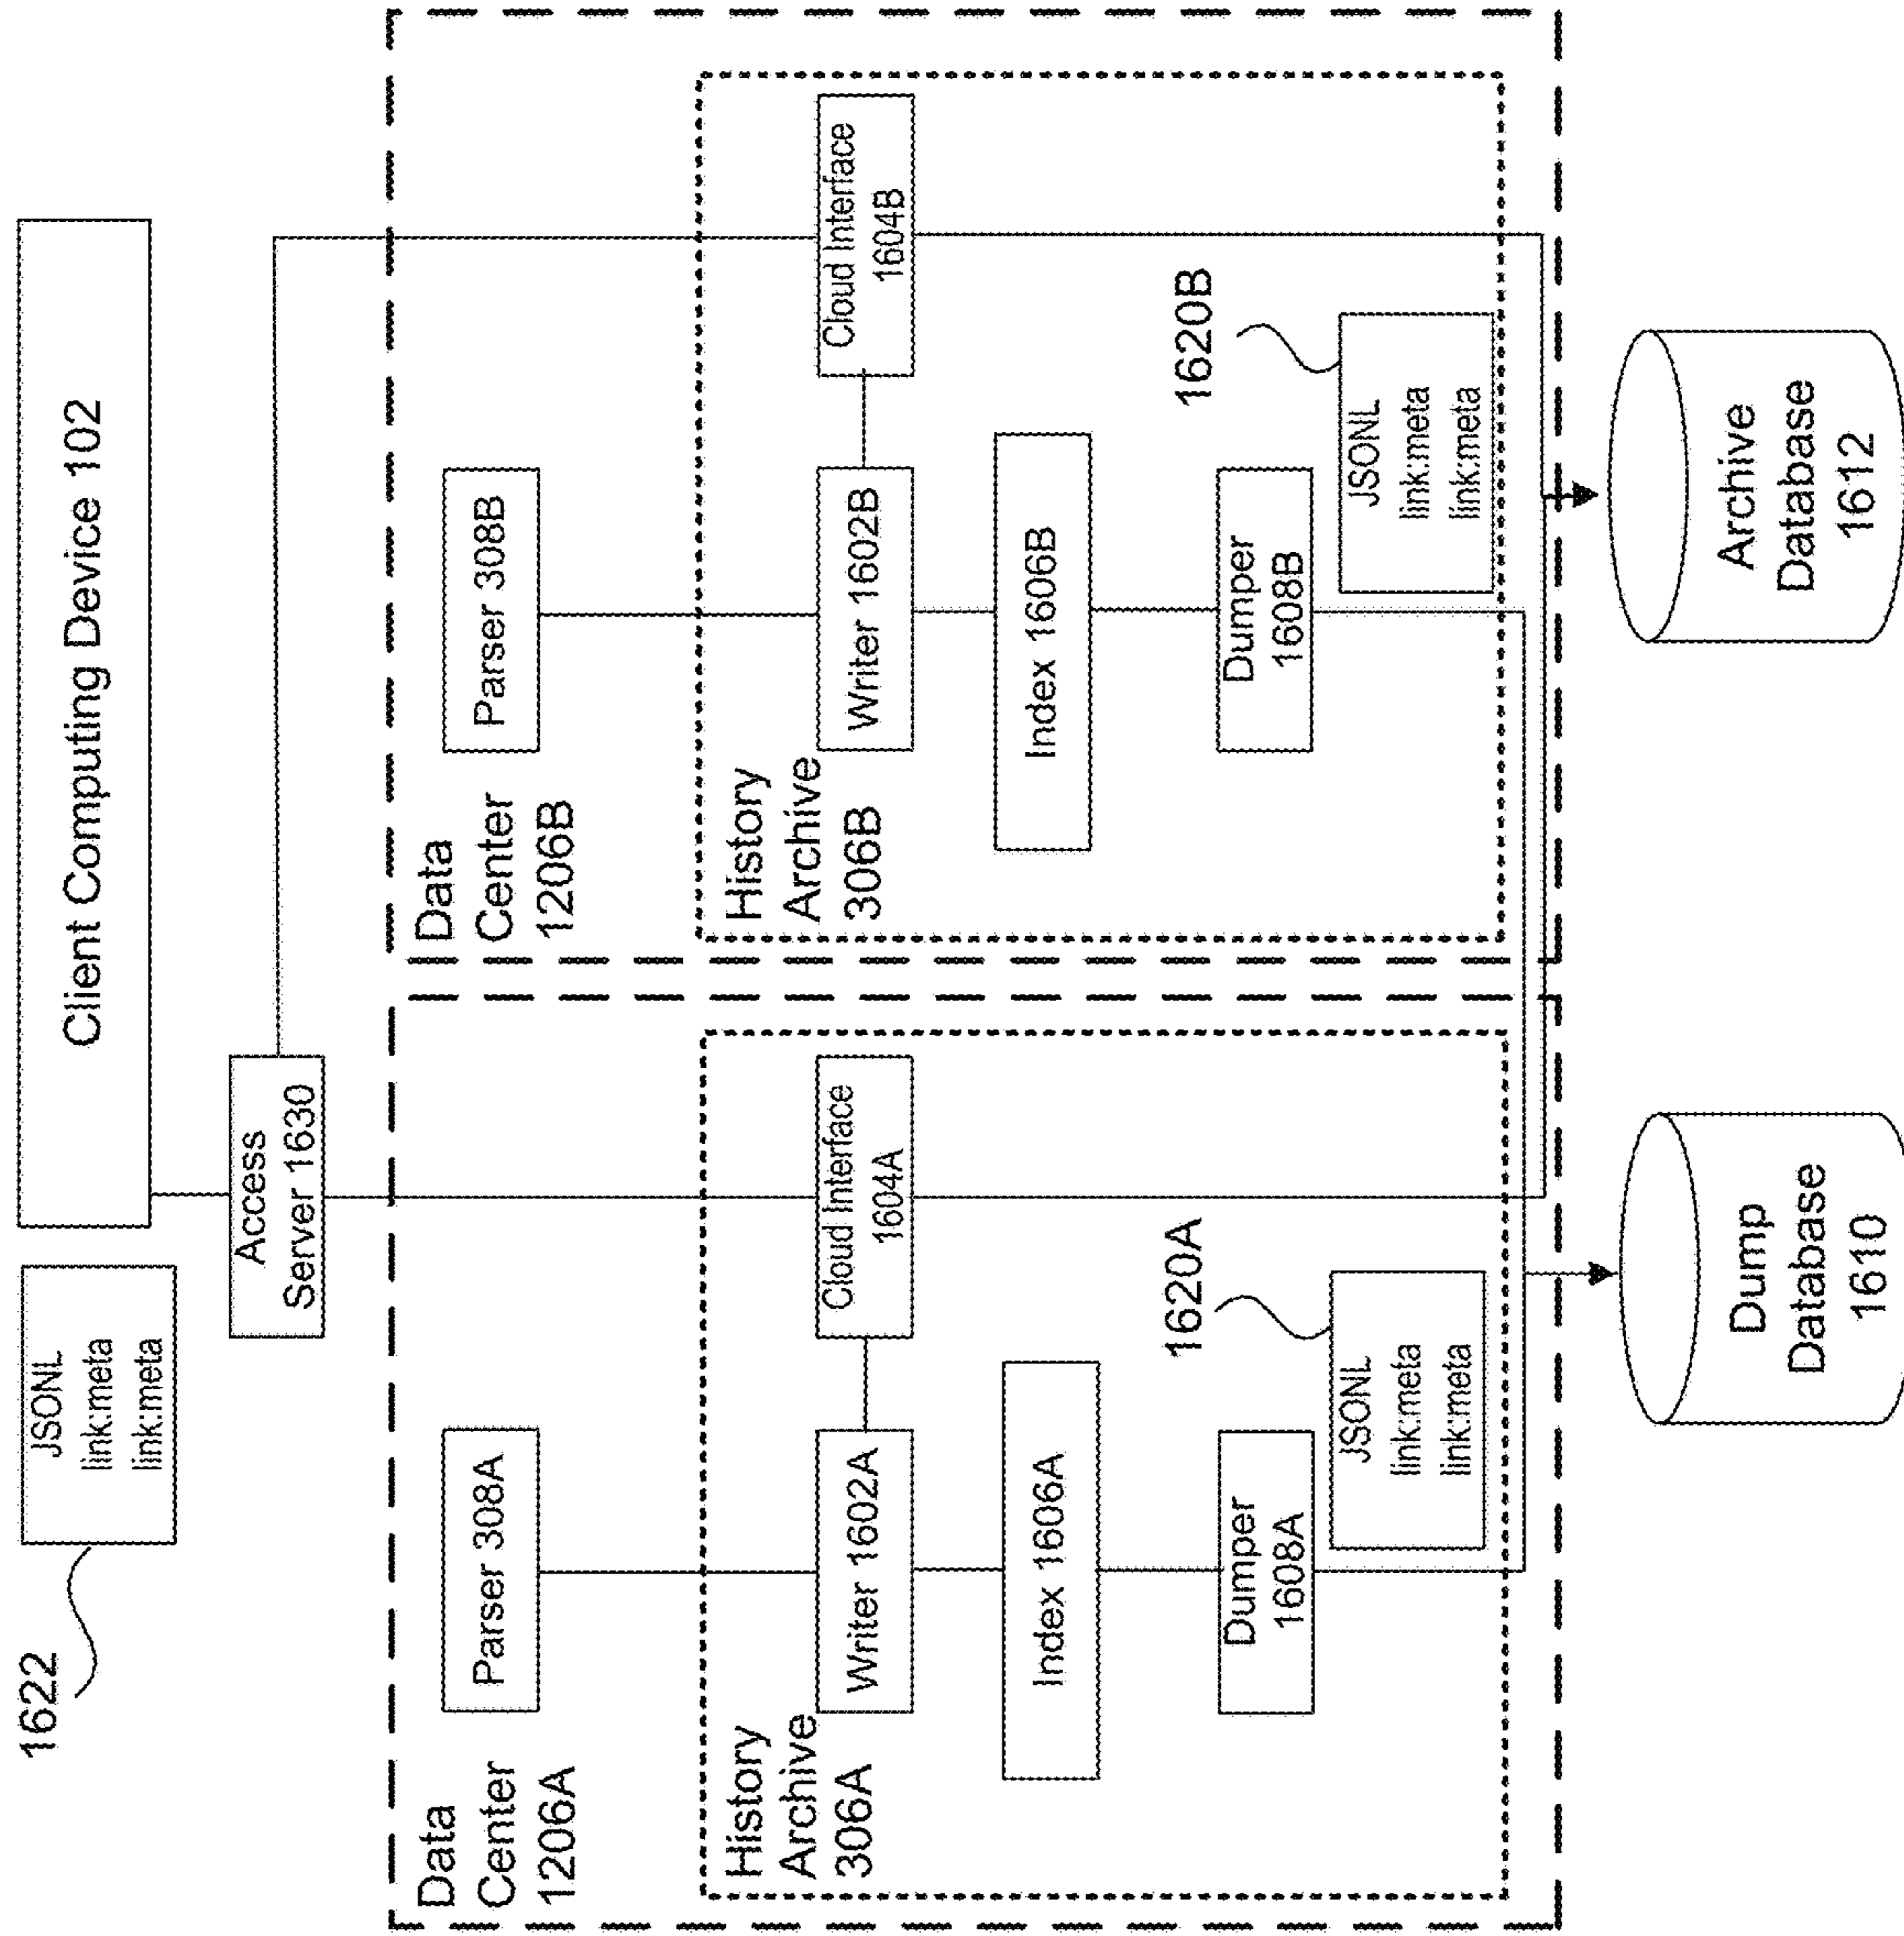 1622
JSONL
link:meta
link:meta
Client Computing Device 102
Access
Server 1630
Data
Center
1206A
Parser 308A
History
Archive
306A
Writer 1602A
Cloud Interface
1604A
Index 1606A
Dumper
1608A
1620A
JSONL
link:meta
link:meta
Data
Center
1206B
Parser 308B
History
Archive
306B
Writer 1602B
Cloud Interface
1604B
Index 1606B
Dumper
1608B
1620B
JSONL
link:meta
link:meta
Dump
Database
1610
Archive
Database
1612